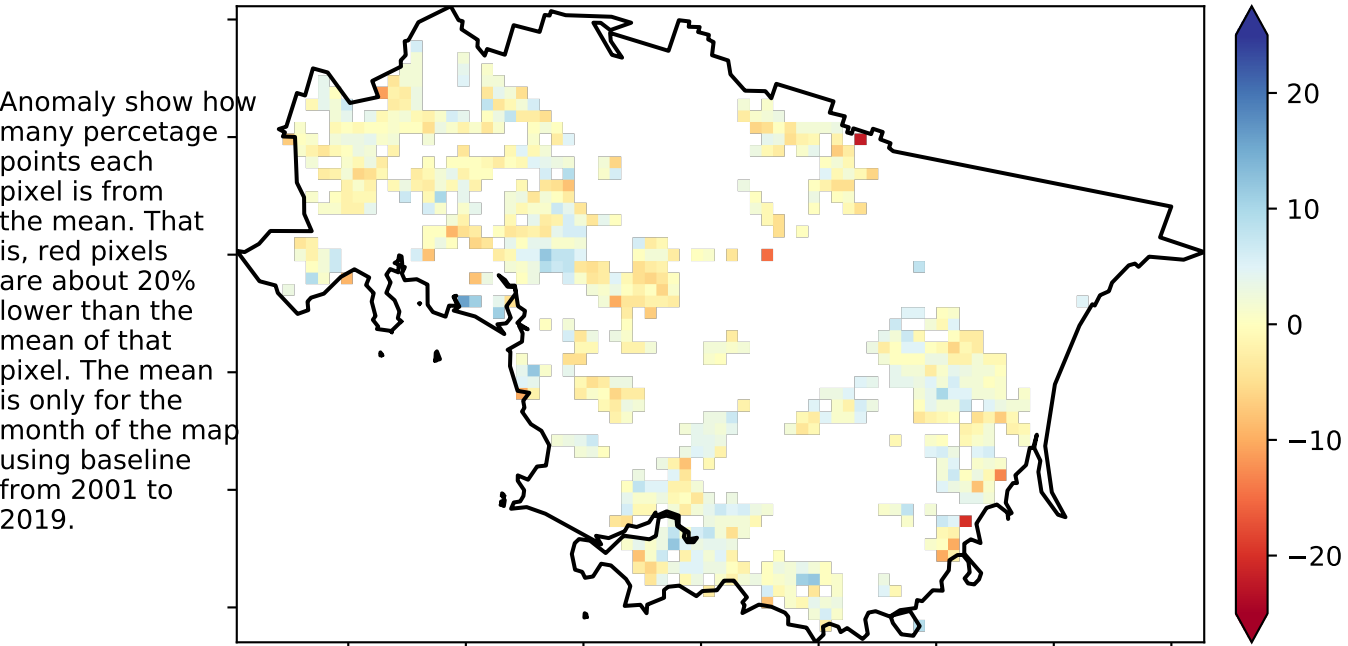 Anomaly show how
many percetage
points each
pixel is from
the mean. That
is, red pixels
are about 20%
lower than the
mean of that
pixel. The mean
is only for the
month of the map
using baseline
from 2001 to
2019.
20
10
0
−10
−20